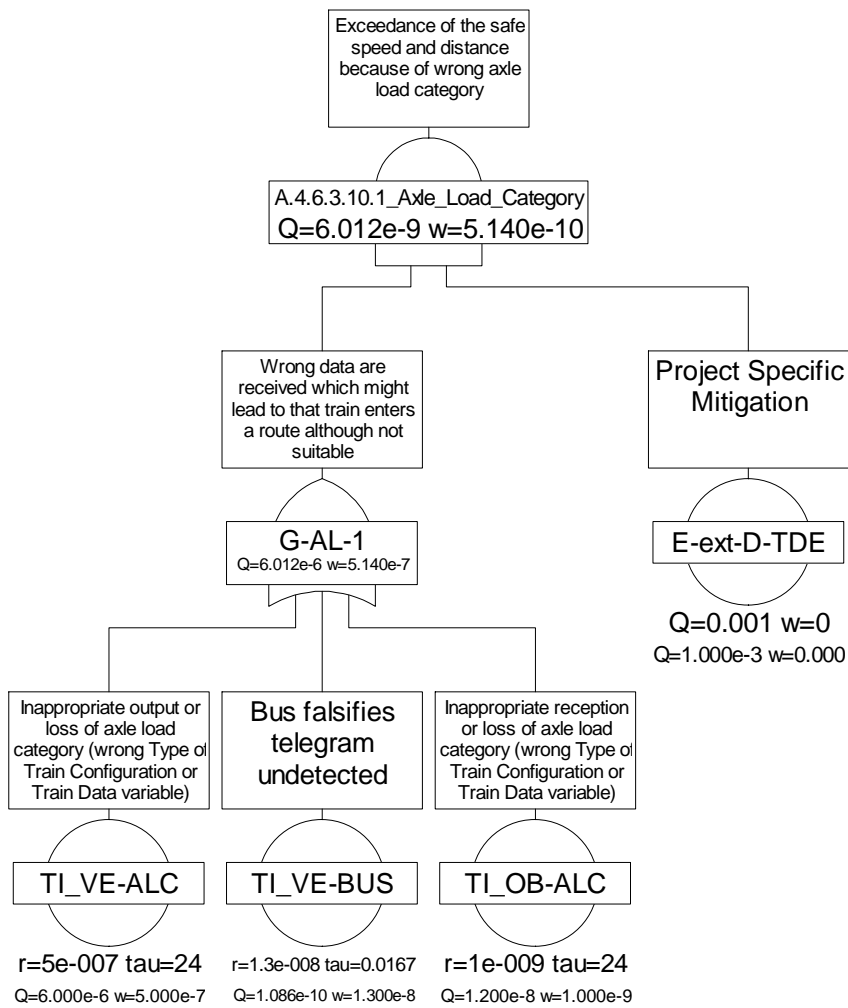 Exceedance of the safe
speed and distance
because of wrong axle
load category
A.4.6.3.10.1_Axle_Load_Category
Q=6.012e-9 w=5.140e-10
Wrong data are
received which might
lead to that train enters
a route although not
suitable
Project Specific
Mitigation
G-AL-1
Q=6.012e-6 w=5.140e-7
E-ext-D-TDE
Q=0.001 w=0
Q=1.000e-3 w=0.000
Inappropriate output or
loss of axle load
category (wrong Type of
Train Configuration or
Train Data variable)
Bus falsifies
telegram
undetected
Inappropriate reception
or loss of axle load
category (wrong Type of
Train Configuration or
Train Data variable)
TI_VE-ALC
TI_VE-BUS
TI_OB-ALC
r=5e-007 tau=24
Q=6.000e-6 w=5.000e-7
r=1.3e-008 tau=0.0167
Q=1.086e-10 w=1.300e-8
r=1e-009 tau=24
Q=1.200e-8 w=1.000e-9